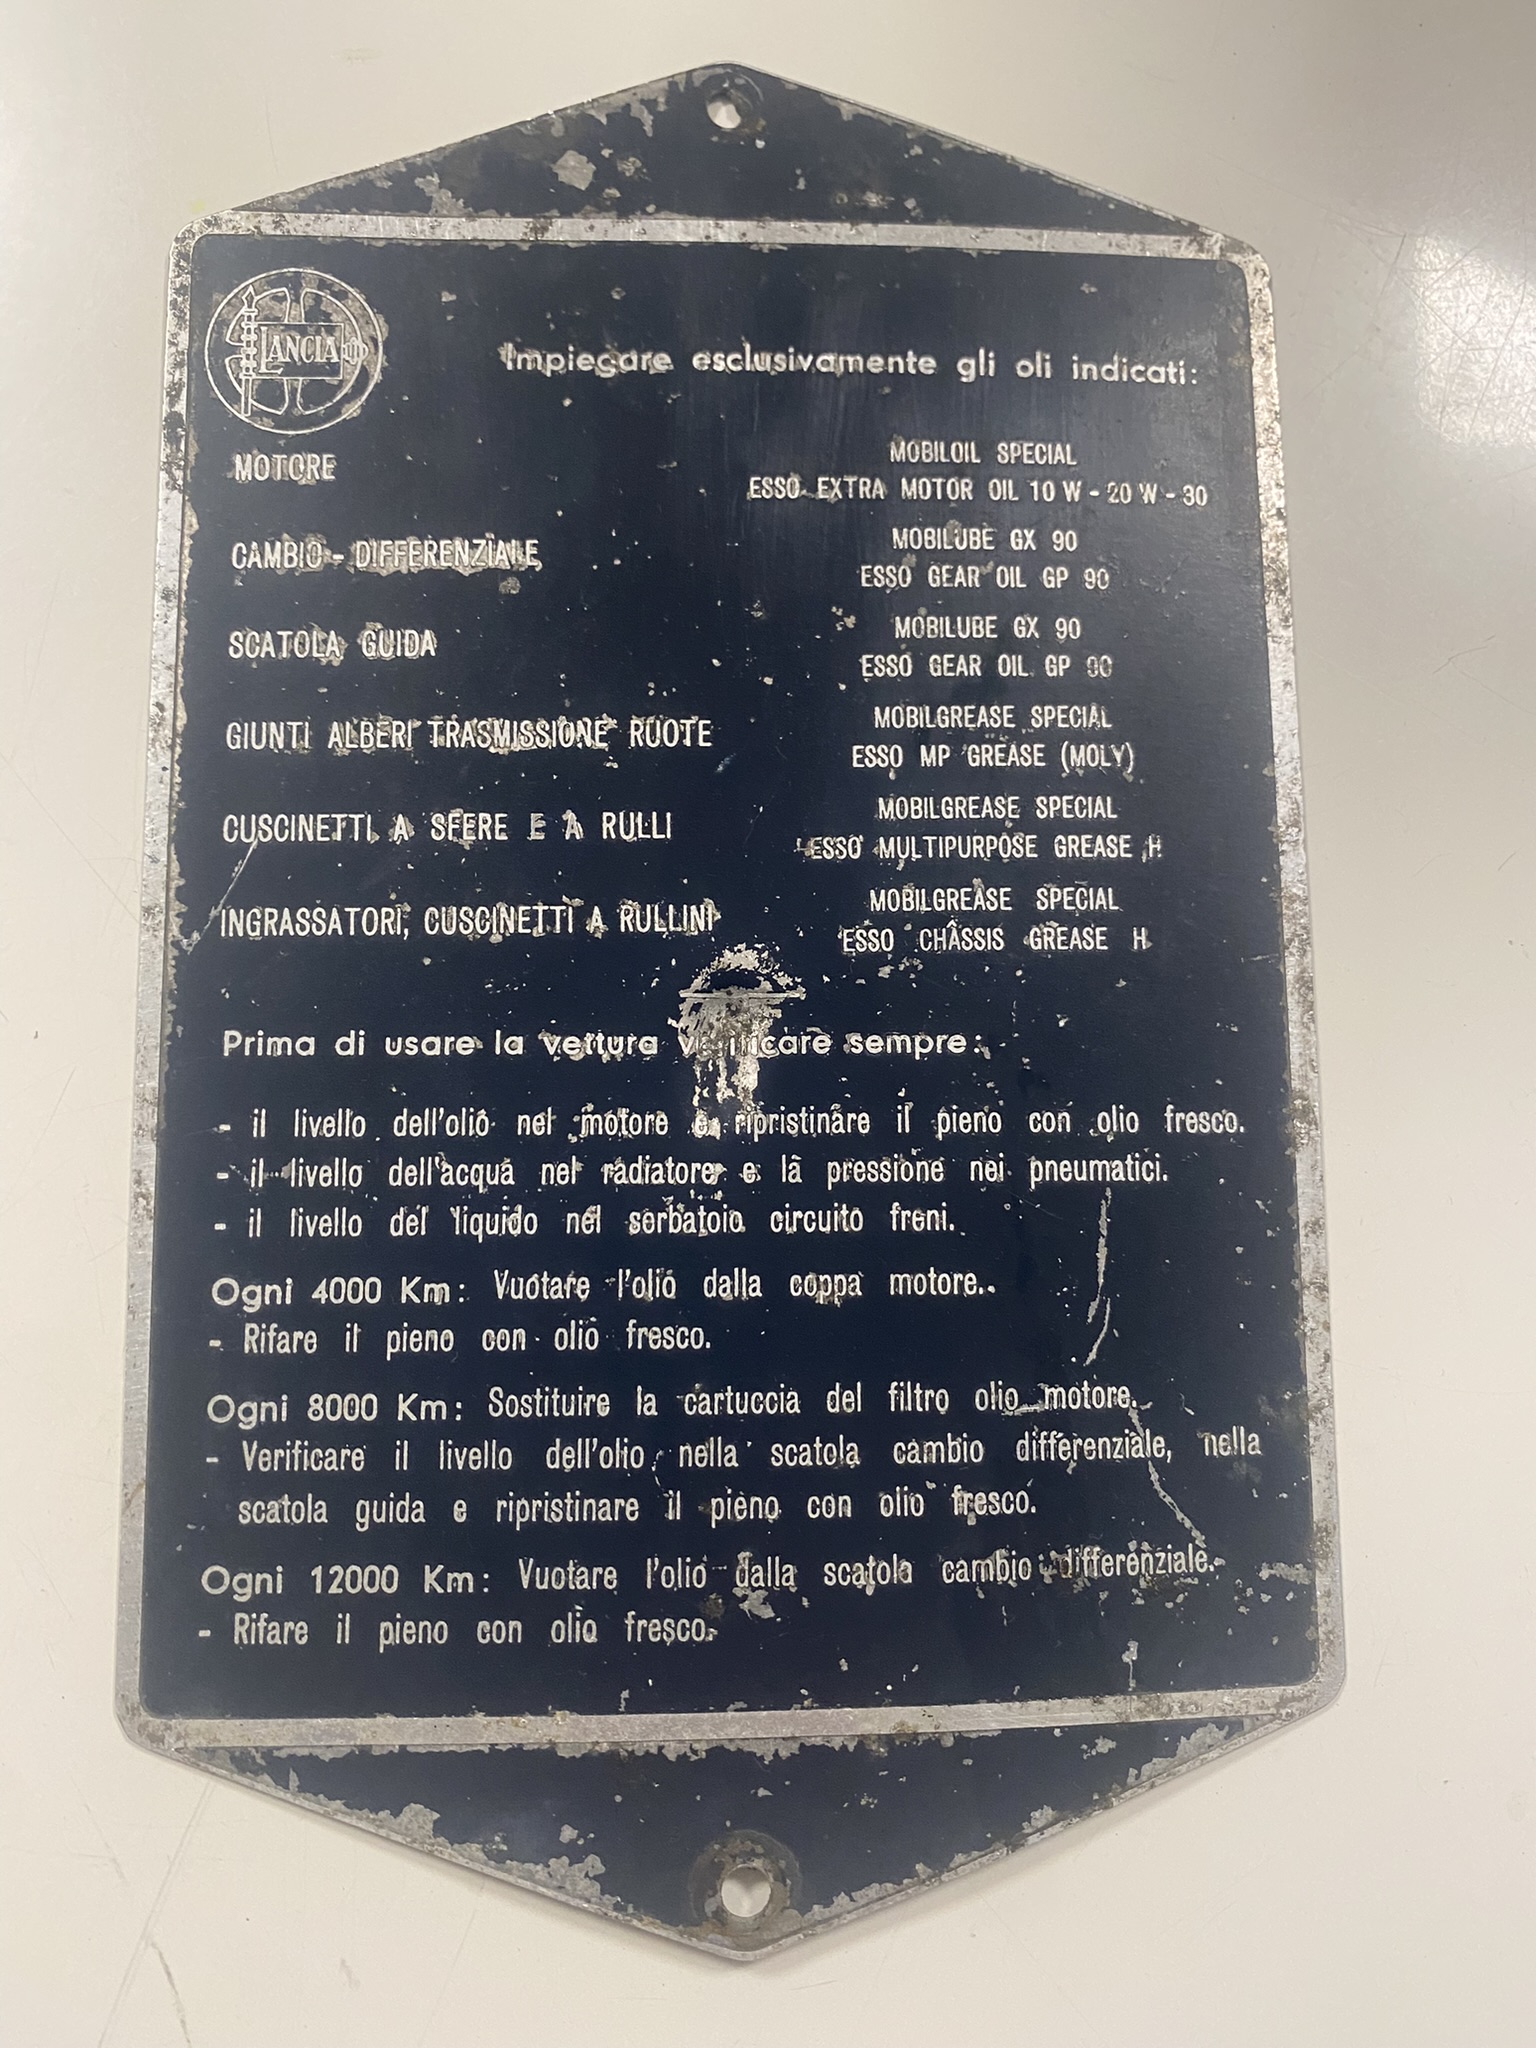 LANCIA
Impiegare esclusivamente gli oli indicati:
MOTORE
MOBILOIL SPECIAL
ESSO EXTRA MOTOR OIL 10 W - 20 W - 30
CAMBIO - DIFFERENZIALE
MOBILUBE GX 90
ESSO GEAR OIL GP 90
SCATOLA GUIDA
MOBILUBE GX 90
ESSO GEAR OIL GP 90
GIUNTI ALBERI TRASMISSIONE RUOTE
MOBILGREASE SPECIAL
ESSO MP GREASE (MOLY)
CUSCINETTI A SFERE E A RULLI
MOBILGREASE SPECIAL
ESSO MULTIPURPOSE GREASE H
INGRASSATORI, CUSCINETTI A RULLINI
MOBILGREASE SPECIAL
ESSO CHASSIS GREASE H
Prima di usare la vettura verificare sempre:
- il livello dell'olio nel motore e ripristinare il pieno con olio fresco.
- il livello dell'acqua nel radiatore e la pressione nei pneumatici.
- il livello del liquido nel serbatoio circuito freni.
Ogni 4000 Km: Vuotare l'olio dalla coppa motore.
- Rifare il pieno con olio fresco.
Ogni 8000 Km: Sostituire la cartuccia del filtro olio motore.
- Verificare il livello dell'olio nella scatola cambio differenziale, nella
scatola guida e ripristinare il pieno con olio fresco.
Ogni 12000 Km: Vuotare l'olio dalla scatola cambio differenziale.
- Rifare il pieno con olio fresco.